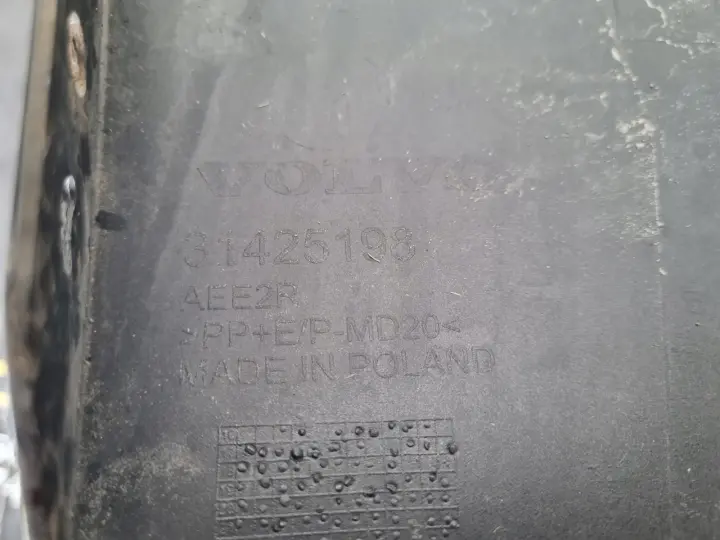 VOLVO
31425198
AEE2R
>PP+E/P-MD20<
MADE IN POLAND